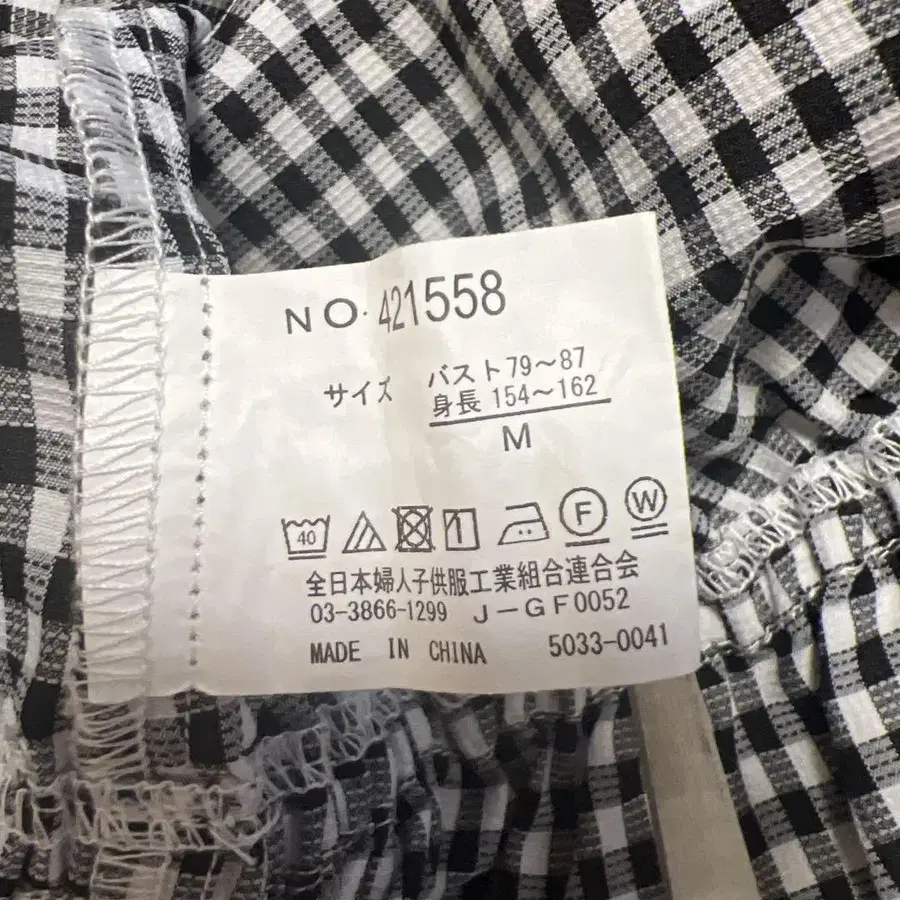 NO. 421558
サイズ バスト79～87
身長 154～162
M
40 F W
全日本婦人子供服工業組合連合会
03-3866-1299 J－GF0052
MADE IN CHINA 5033-0041